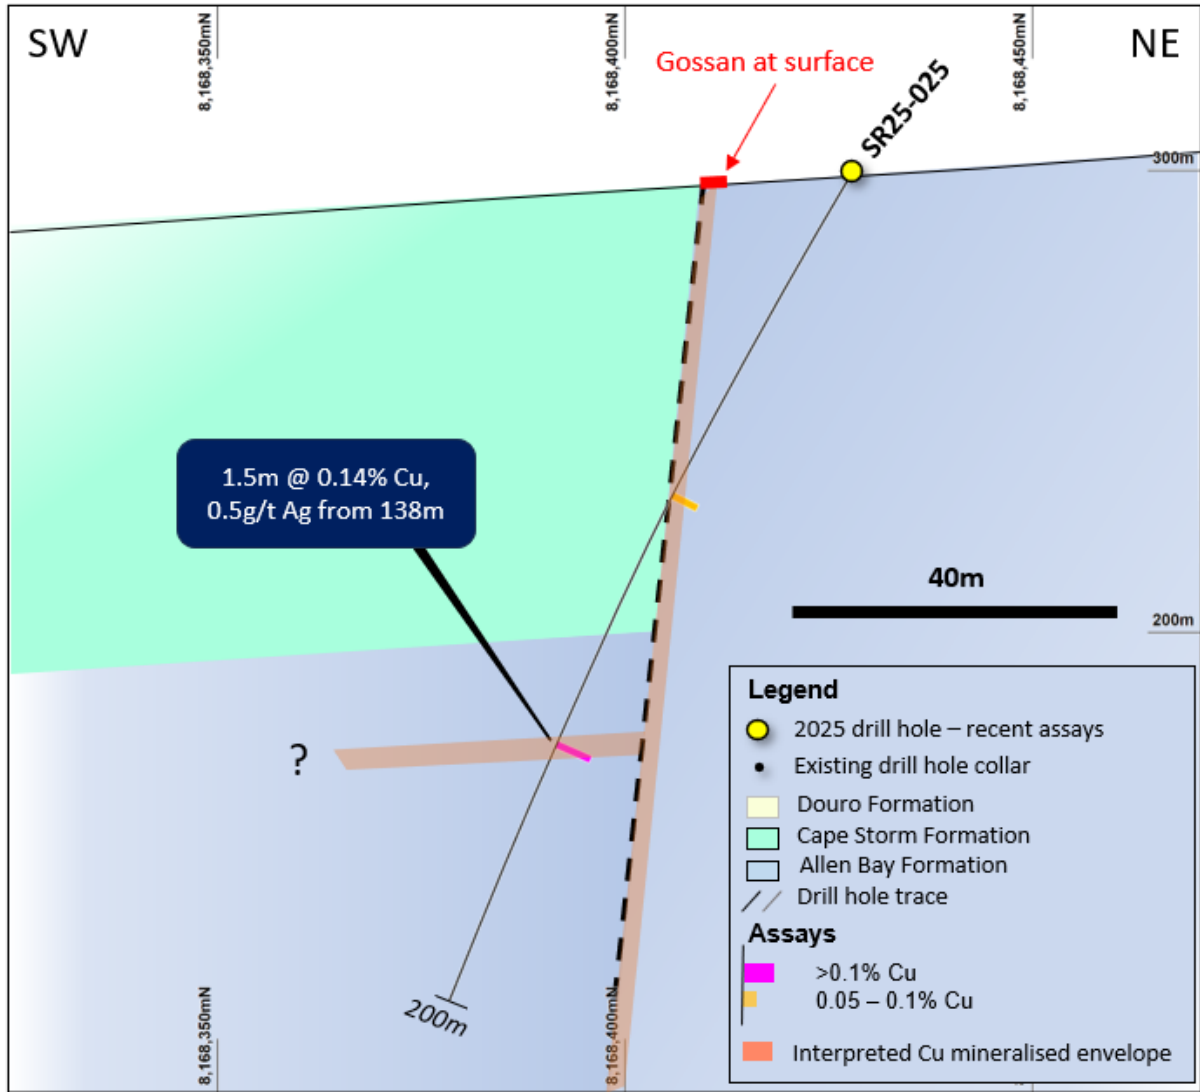 SW
NE
8,168,350mN
8,168,400mN
8,168,450mN
Gossan at surface
SR25-025
300m
1.5m @ 0.14% Cu,
0.5g/t Ag from 138m
40m
200m
?
Legend
2025 drill hole – recent assays
Existing drill hole collar
Douro Formation
Cape Storm Formation
Allen Bay Formation
Drill hole trace
Assays
>0.1% Cu
0.05 – 0.1% Cu
Interpreted Cu mineralised envelope
200m
8,168,350mN
8,168,400mN